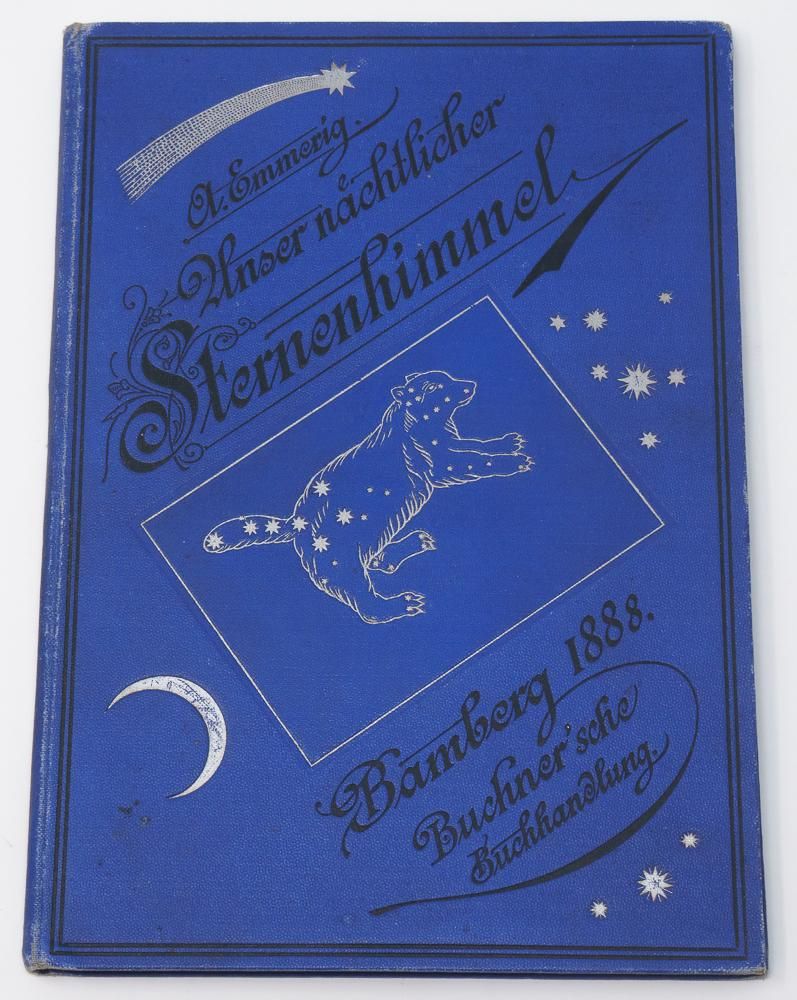 A. Emmerig.
Unser nächtlicher
Sternenhimmel
Bamberg 1888.
Buchner'sche
Buchhandlung.